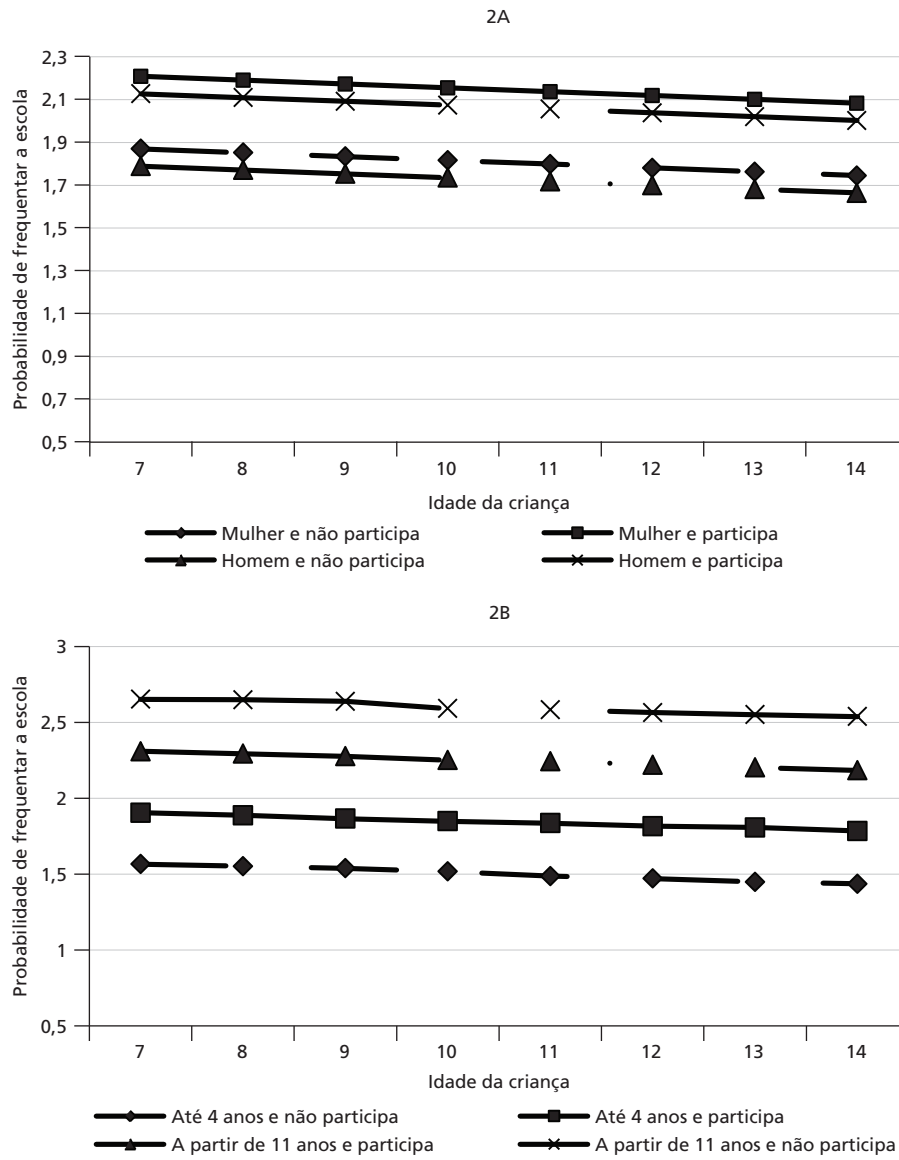 2A
Probabilidade de frequentar a escola
2,3
2,1
1,9
1,7
1,5
1,3
1,1
0,9
0,7
0,5
7 8 9 10 11 12 13 14
Idade da criança
Mulher e não participa Mulher e participa
Homem e não participa Homem e participa
2B
Probabilidade de frequentar a escola
3
2,5
2
1,5
1
0,5
7 8 9 10 11 12 13 14
Idade da criança
Até 4 anos e não participa Até 4 anos e participa
A partir de 11 anos e participa A partir de 11 anos e não participa